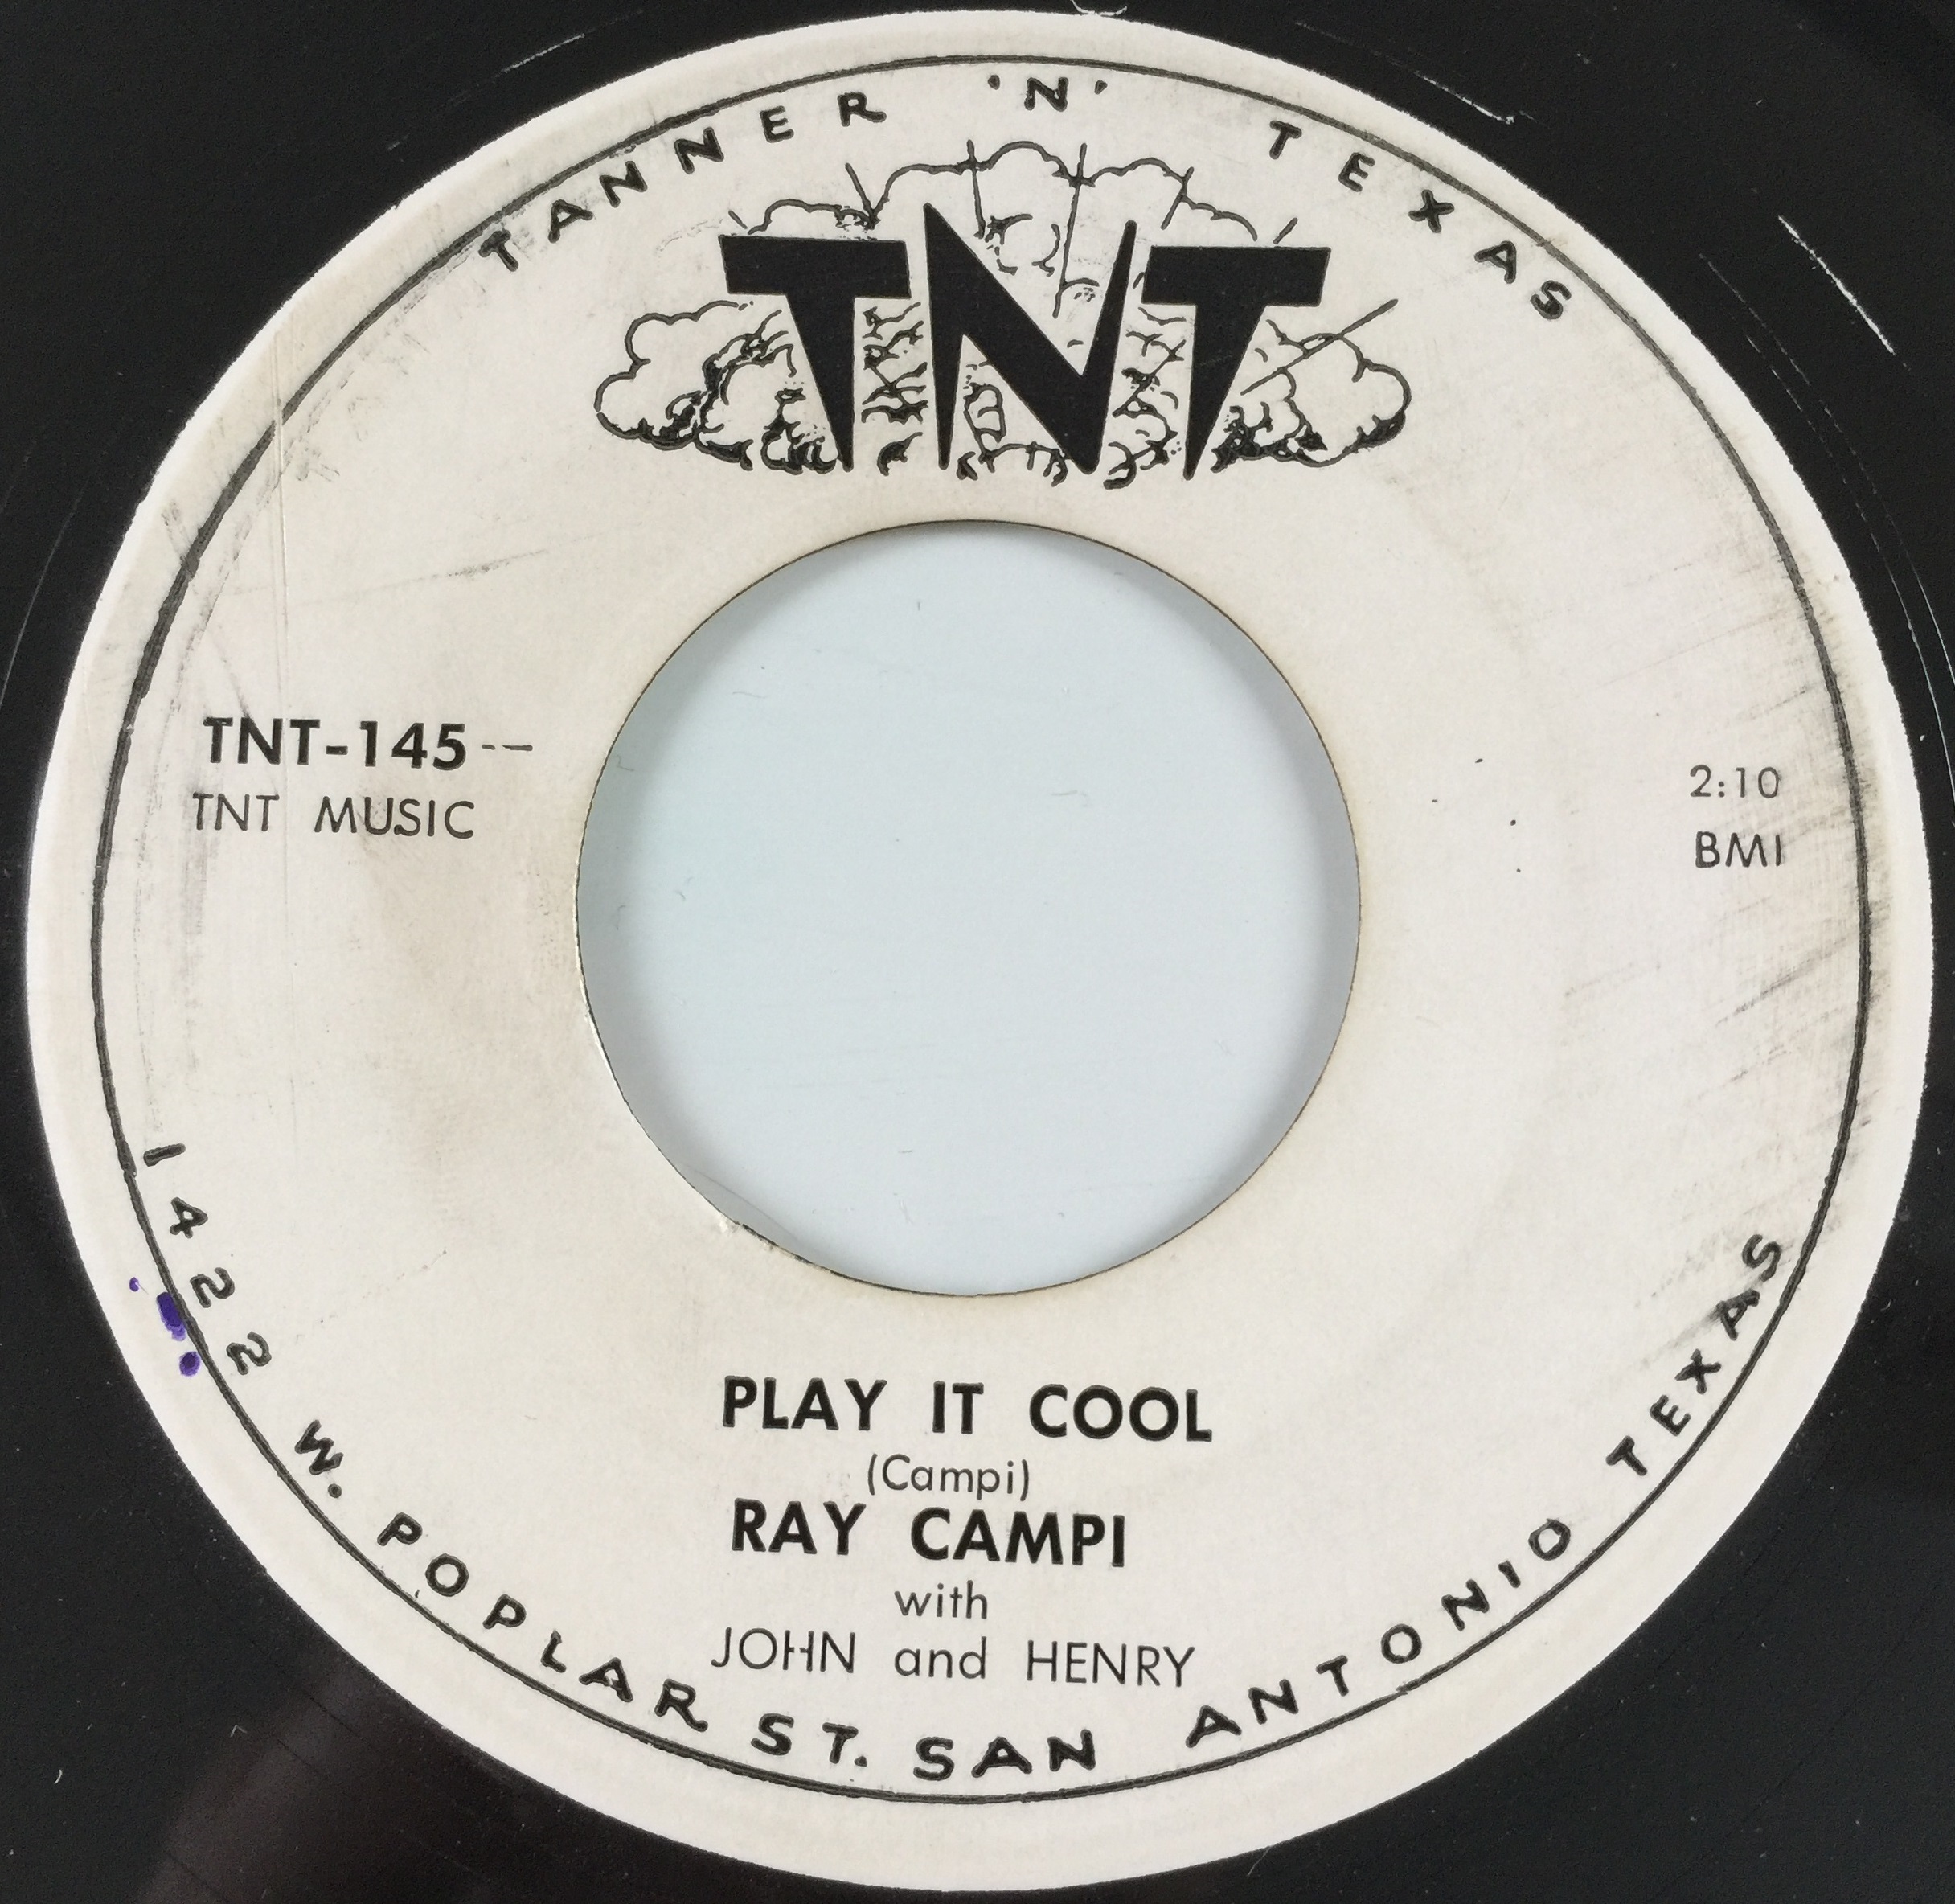 TANNER 'N' TEXAS
TNT
TNT-145--
TNT MUSIC
2:10
BMI
PLAY IT COOL
(Campi)
RAY CAMPI
with
JOHN and HENRY
1422 W. POPLAR ST. SAN ANTONIO TEXAS